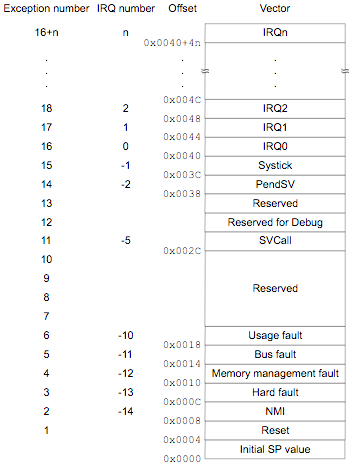 Exception number IRQ number Offset Vector
16+n n IRQn
0x0040+4n
. . .
. . .
. . .
0x004C
18 2 IRQ2
0x0048
17 1 IRQ1
0x0044
16 0 IRQ0
0x0040
15 -1 Systick
0x003C
14 -2 PendSV
0x0038
13 Reserved
12 Reserved for Debug
11 -5 SVCall
0x002C
10
9
Reserved
8
7
6 -10 Usage fault
0x0018
5 -11 Bus fault
0x0014
4 -12 Memory management fault
0x0010
3 -13 Hard fault
0x000C
2 -14 NMI
0x0008
1 Reset
0x0004
Initial SP value
0x0000